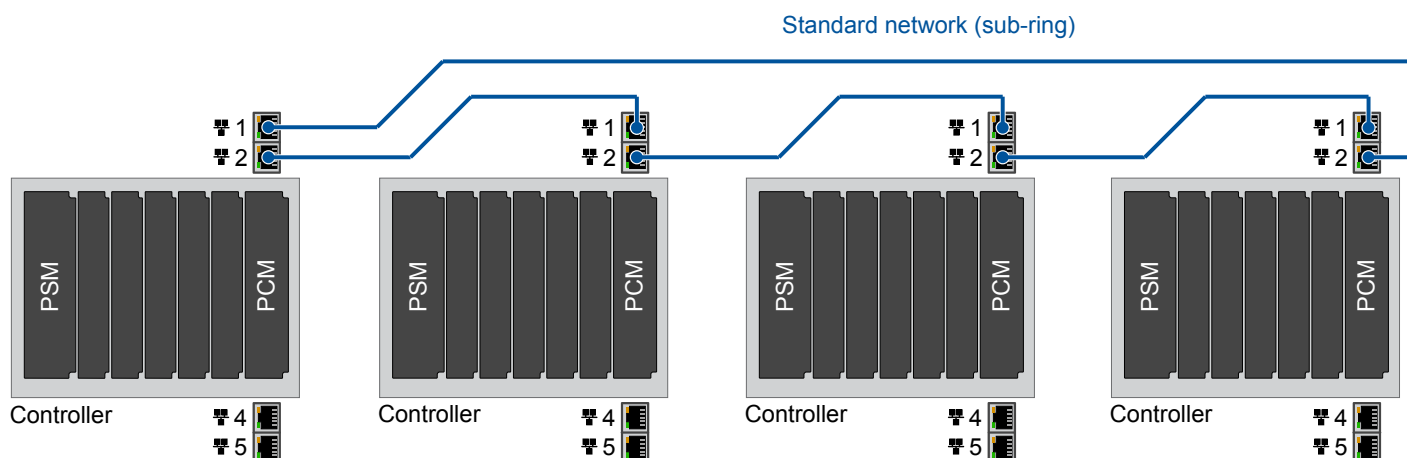 Standard network (sub-ring)
1 1 1 1
2 2 2 2
PSM PCM PSM PCM PSM PCM PSM PCM
Controller Controller Controller Controller
4 4 4 4
5 5 5 5